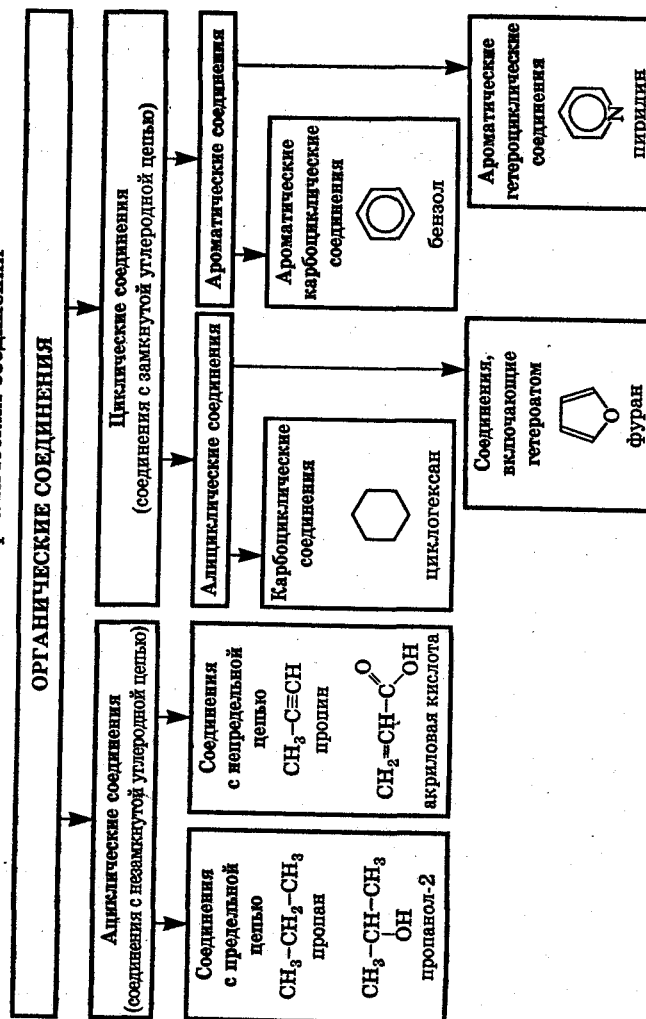 ОРГАНИЧЕСКИЕ СОЕДИНЕНИЯ
Ациклические соединения
(соединения с незамкнутой углеродной цепью)
Циклические соединения
(соединения с замкнутой углеродной цепью)
Соединения
с предельной
цепью
CH₃–CH₂–CH₃
пропан
CH₃–CH–CH₃
OH
пропанол-2
Соединения
с непредельной
цепью
CH₃–C≡CH
пропин
CH₂=CH–C
O
OH
акриловая кислота
Алициклические соединения
Карбоциклические
соединения
циклогексан
Соединения,
включающие
гетероатом
O
фуран
Ароматические соединения
Ароматические
карбоциклические
соединения
бензол
Ароматические
гетероциклические
соединения
N
пиридин